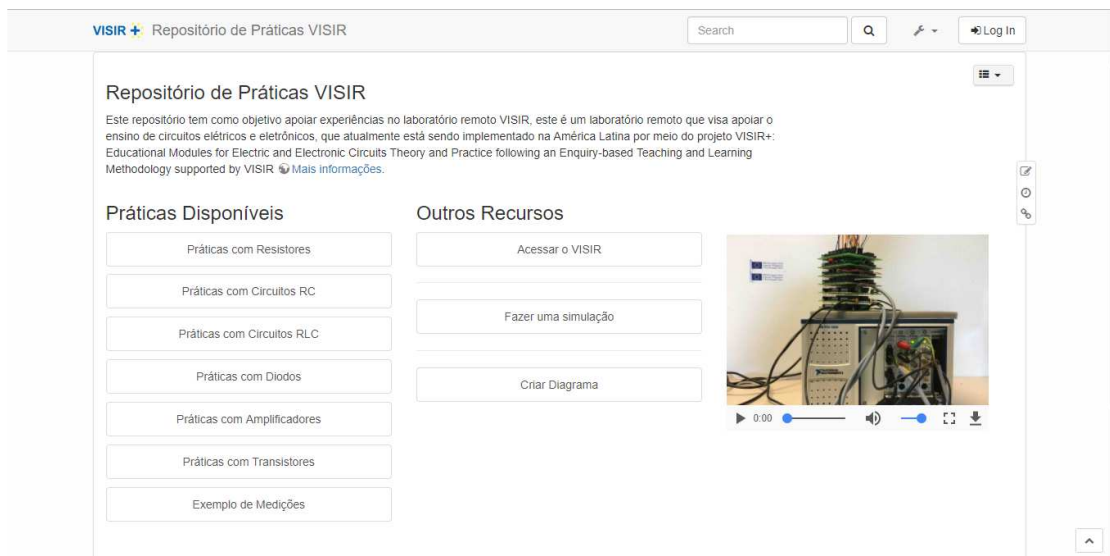 VISIR + Repositório de Práticas VISIR
Search
Log In
Repositório de Práticas VISIR
Este repositório tem como objetivo apoiar experiências no laboratório remoto VISIR, este é um laboratório remoto que visa apoiar o
ensino de circuitos elétricos e eletrônicos, que atualmente está sendo implementado na América Latina por meio do projeto VISIR+:
Educational Modules for Electric and Electronic Circuits Theory and Practice following an Enquiry-based Teaching and Learning
Methodology supported by VISIR Mais informações.
Práticas Disponíveis
Práticas com Resistores
Práticas com Circuitos RC
Práticas com Circuitos RLC
Práticas com Diodos
Práticas com Amplificadores
Práticas com Transistores
Exemplo de Medições
Outros Recursos
Acessar o VISIR
Fazer uma simulação
Criar Diagrama
0:00